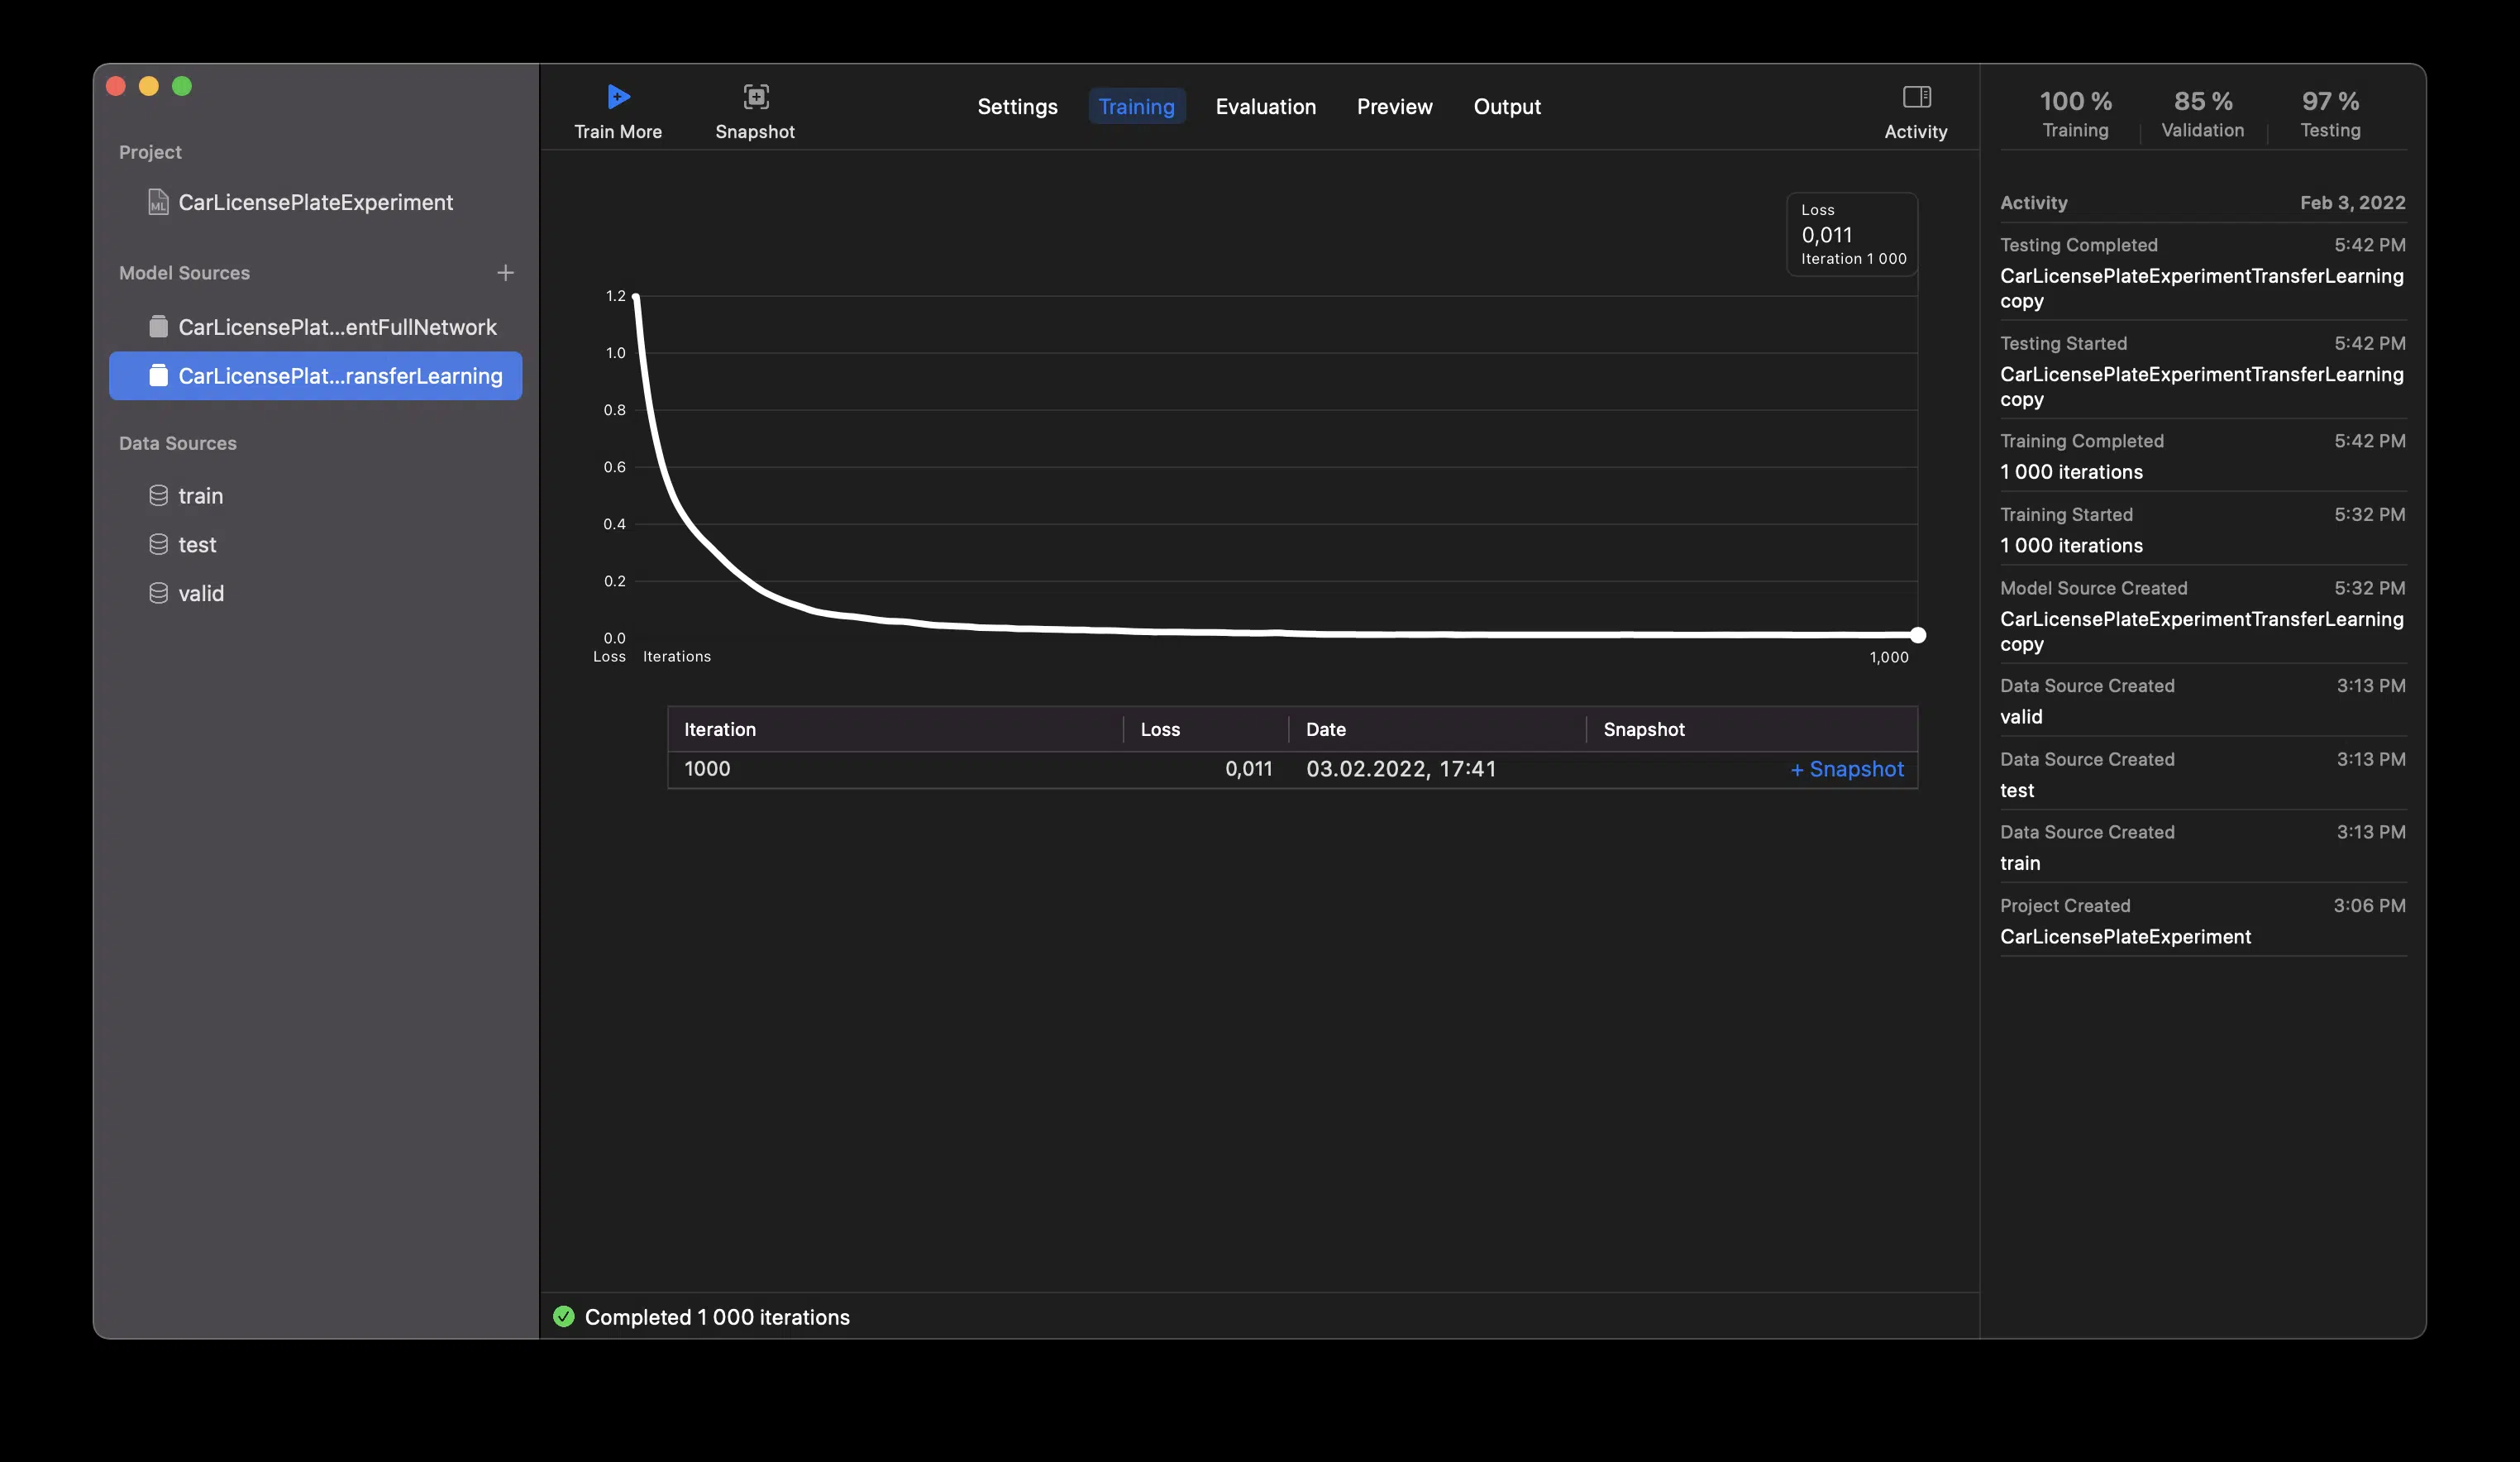 Project
CarLicensePlateExperiment
Model Sources
CarLicensePlat...entFullNetwork
CarLicensePlat...ransferLearning
Data Sources
train
test
valid
Train More
Snapshot
Settings
Training
Evaluation
Preview
Output
Activity
Loss
0,011
Iteration 1 000
1.2
1.0
0.8
0.6
0.4
0.2
0.0
Loss Iterations 1,000
Iteration Loss Date Snapshot
1000 0,011 03.02.2022, 17:41 + Snapshot
Completed 1 000 iterations
100 % 85 % 97 %
Training Validation Testing
Activity Feb 3, 2022
Testing Completed 5:42 PM
CarLicensePlateExperimentTransferLearning
copy
Testing Started 5:42 PM
CarLicensePlateExperimentTransferLearning
copy
Training Completed 5:42 PM
1 000 iterations
Training Started 5:32 PM
1 000 iterations
Model Source Created 5:32 PM
CarLicensePlateExperimentTransferLearning
copy
Data Source Created 3:13 PM
valid
Data Source Created 3:13 PM
test
Data Source Created 3:13 PM
train
Project Created 3:06 PM
CarLicensePlateExperiment